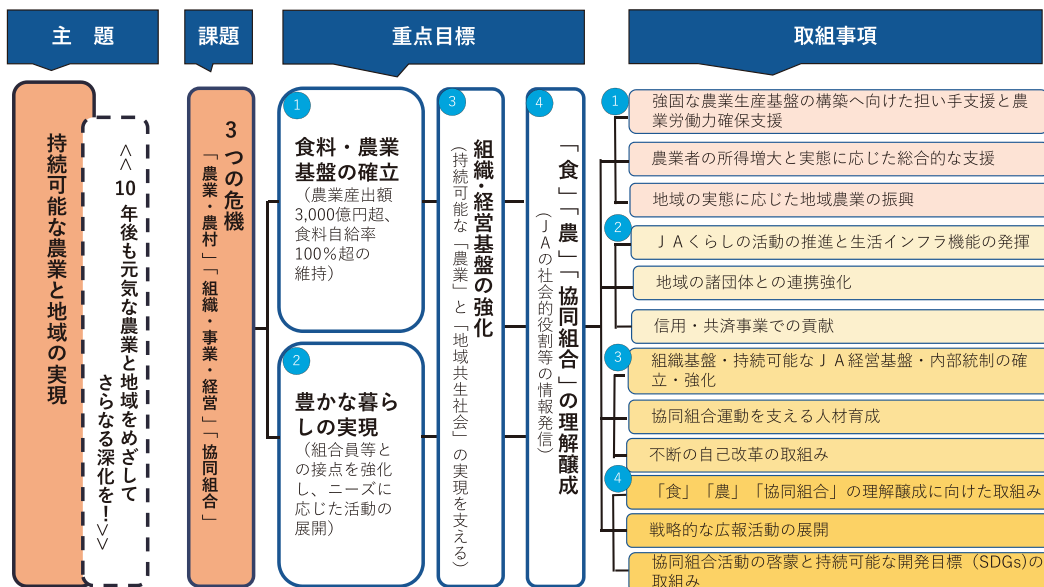 主　題
課題
重点目標
取組事項
持続可能な農業と地域の実現
<< 10 年後も元気な農業と地域をめざして
さらなる深化を！>>
3 つの危機
「農業・農村」「組織・事業・経営」「協同組合」
1
食料・農業
基盤の確立
（農業産出額
3,000億円超、
食料自給率
100%超の
維持）
2
豊かな暮ら
しの実現
（組合員等と
の接点を強化
し、ニーズに
応じた活動の
展開）
3
組織・経営基盤の強化
（持続可能な「農業」と「地域共生社会」の実現を支える）
4
「食」「農」「協同組合」の理解醸成
（ＪＡの社会的役割等の情報発信）
1
強固な農業生産基盤の構築へ向けた担い手支援と農
業労働力確保支援
農業者の所得増大と実態に応じた総合的な支援
地域の実態に応じた地域農業の振興
2
ＪＡくらしの活動の推進と生活インフラ機能の発揮
地域の諸団体との連携強化
信用・共済事業での貢献
3
組織基盤・持続可能なＪＡ経営基盤・内部統制の確
立・強化
協同組合運動を支える人材育成
不断の自己改革の取組み
4
「食」「農」「協同組合」の理解醸成に向けた取組み
戦略的な広報活動の展開
協同組合活動の啓蒙と持続可能な開発目標（SDGs)の
取組み